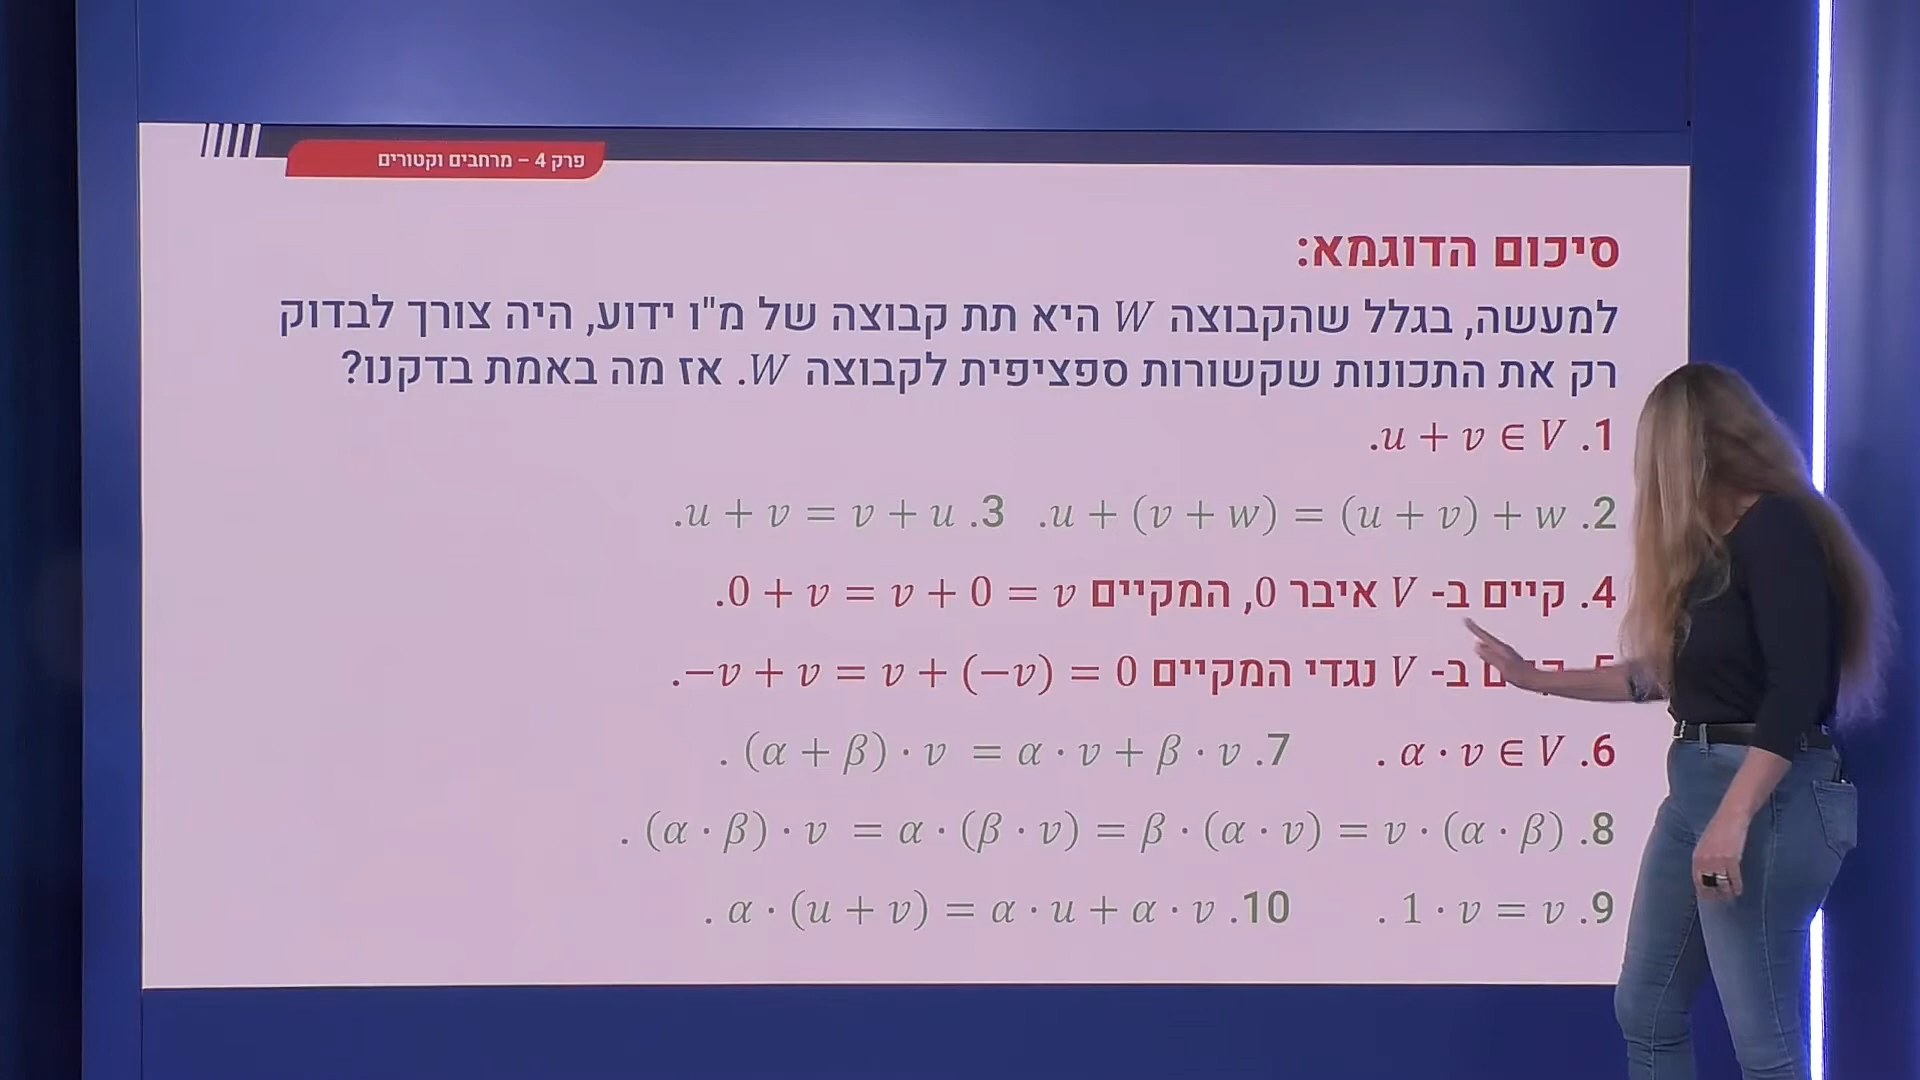 פרק 4 – מרחבים וקטורים
סיכום הדוגמא:
למעשה, בגלל שהקבוצה W היא תת קבוצה של מ"ו ידוע, היה צורך לבדוק
רק את התכונות שקשורות ספציפית לקבוצה W. אז מה באמת בדקנו?
1. u + v ∈ V.
2. u + (v + w) = (u + v) + w. 3. u + v = v + u.
4. קיים ב- V איבר 0, המקיים 0 + v = v + 0 = v.
ב- V נגדי המקיים −v + v = v + (−v) = 0.
6. α · v ∈ V . 7. (α + β) · v = α · v + β · v .
8. (α · β) · v = α · (β · v) = β · (α · v) = v · (α · β) .
9. 1 · v = v . 10. α · (u + v) = α · u + α · v .